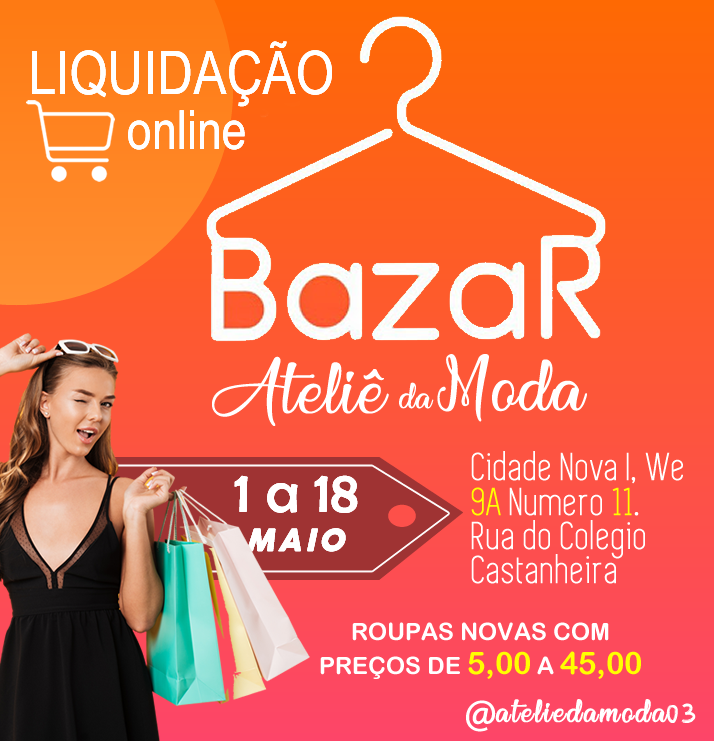 LIQUIDAÇÃO
online
BazaR
Ateliê da Moda
1 a 18
MAIO
Cidade Nova I, We
9A Numero 11.
Rua do Colegio
Castanheira
ROUPAS NOVAS COM
PREÇOS DE 5,00 A 45,00
@ateliedamoda03